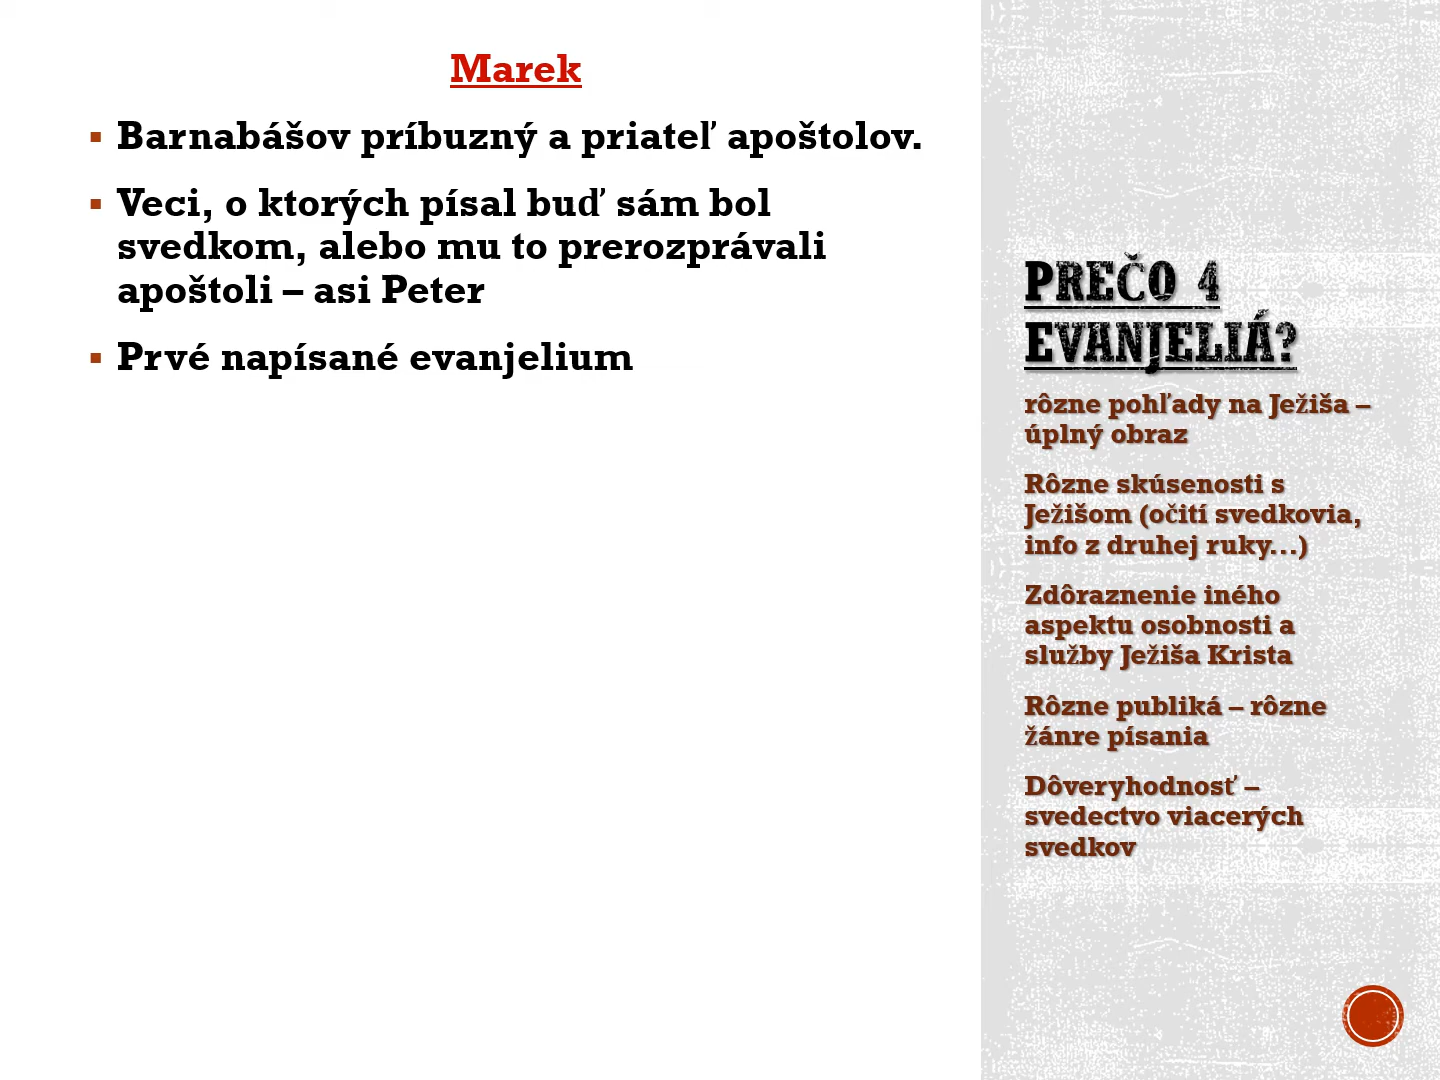 Marek
▪ Barnabášov príbuzný a priateľ apoštolov.
▪ Veci, o ktorých písal buď sám bol
svedkom, alebo mu to prerozprávali
apoštoli – asi Peter
▪ Prvé napísané evanjelium
PREČO 4
EVANJELIÁ?
rôzne pohľady na Ježiša –
úplný obraz
Rôzne skúsenosti s
Ježišom (očití svedkovia,
info z druhej ruky...)
Zdôraznenie iného
aspektu osobnosti a
služby Ježiša Krista
Rôzne publiká – rôzne
žánre písania
Dôveryhodnosť –
svedectvo viacerých
svedkov